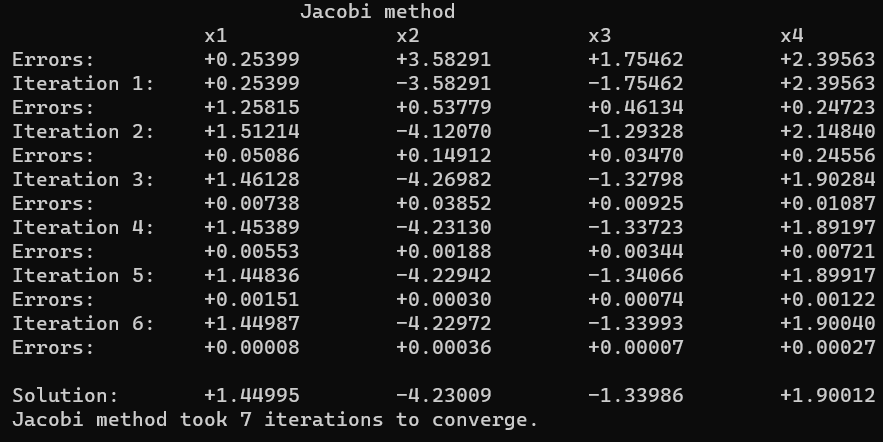 Jacobi method
x1 x2 x3 x4
Errors: +0.25399 +3.58291 +1.75462 +2.39563
Iteration 1: +0.25399 -3.58291 -1.75462 +2.39563
Errors: +1.25815 +0.53779 +0.46134 +0.24723
Iteration 2: +1.51214 -4.12070 -1.29328 +2.14840
Errors: +0.05086 +0.14912 +0.03470 +0.24556
Iteration 3: +1.46128 -4.26982 -1.32798 +1.90284
Errors: +0.00738 +0.03852 +0.00925 +0.01087
Iteration 4: +1.45389 -4.23130 -1.33723 +1.89197
Errors: +0.00553 +0.00188 +0.00344 +0.00721
Iteration 5: +1.44836 -4.22942 -1.34066 +1.89917
Errors: +0.00151 +0.00030 +0.00074 +0.00122
Iteration 6: +1.44987 -4.22972 -1.33993 +1.90040
Errors: +0.00008 +0.00036 +0.00007 +0.00027
Solution: +1.44995 -4.23009 -1.33986 +1.90012
Jacobi method took 7 iterations to converge.